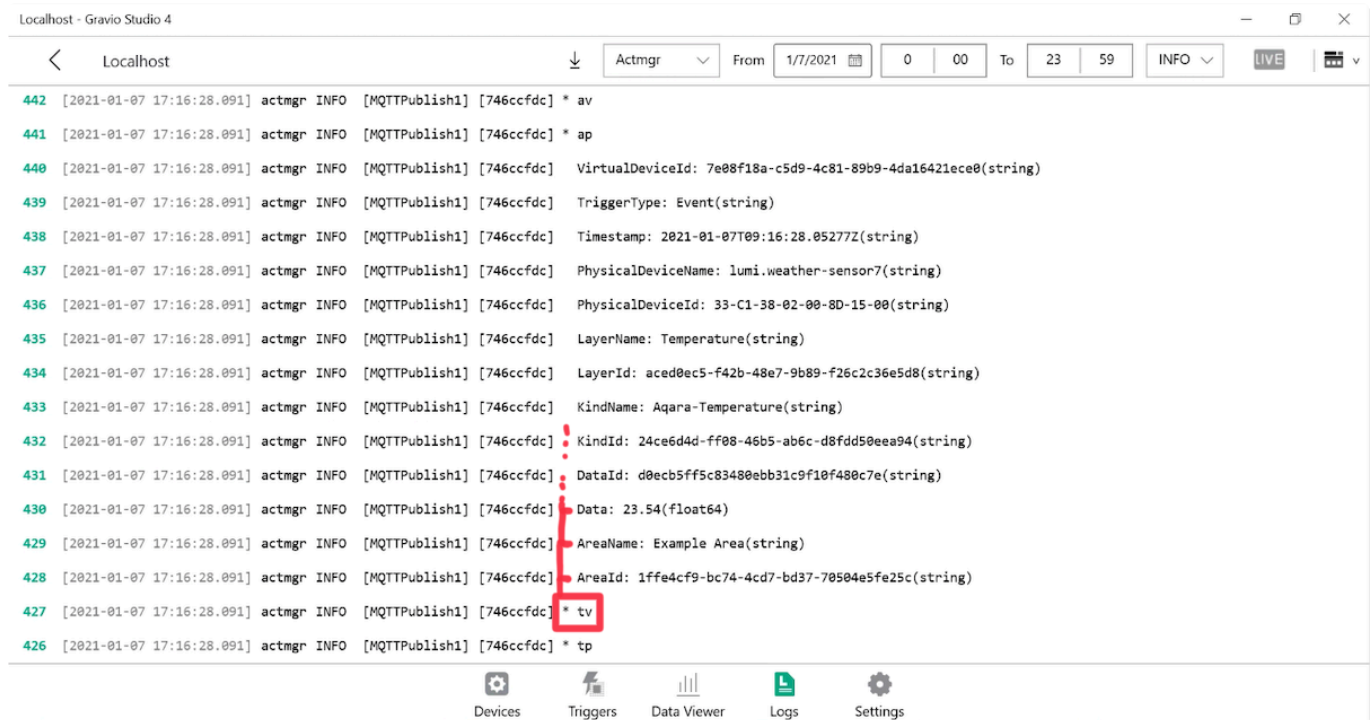 Localhost - Gravio Studio 4
Localhost Actmgr From 1/7/2021 0 00 To 23 59 INFO LIVE
442 [2021-01-07 17:16:28.091] actmgr INFO [MQTTPublish1] [746ccfdc] * av
441 [2021-01-07 17:16:28.091] actmgr INFO [MQTTPublish1] [746ccfdc] * ap
440 [2021-01-07 17:16:28.091] actmgr INFO [MQTTPublish1] [746ccfdc] VirtualDeviceId: 7e08f18a-c5d9-4c81-89b9-4da16421ece0(string)
439 [2021-01-07 17:16:28.091] actmgr INFO [MQTTPublish1] [746ccfdc] TriggerType: Event(string)
438 [2021-01-07 17:16:28.091] actmgr INFO [MQTTPublish1] [746ccfdc] Timestamp: 2021-01-07T09:16:28.05277Z(string)
437 [2021-01-07 17:16:28.091] actmgr INFO [MQTTPublish1] [746ccfdc] PhysicalDeviceName: lumi.weather-sensor7(string)
436 [2021-01-07 17:16:28.091] actmgr INFO [MQTTPublish1] [746ccfdc] PhysicalDeviceId: 33-C1-38-02-00-8D-15-00(string)
435 [2021-01-07 17:16:28.091] actmgr INFO [MQTTPublish1] [746ccfdc] LayerName: Temperature(string)
434 [2021-01-07 17:16:28.091] actmgr INFO [MQTTPublish1] [746ccfdc] LayerId: aced0ec5-f42b-48e7-9b89-f26c2c36e5d8(string)
433 [2021-01-07 17:16:28.091] actmgr INFO [MQTTPublish1] [746ccfdc] KindName: Aqara-Temperature(string)
432 [2021-01-07 17:16:28.091] actmgr INFO [MQTTPublish1] [746ccfdc] KindId: 24ce6d4d-ff08-46b5-ab6c-d8fdd50eea94(string)
431 [2021-01-07 17:16:28.091] actmgr INFO [MQTTPublish1] [746ccfdc] DataId: d0ecb5ff5c83480ebb31c9f10f480c7e(string)
430 [2021-01-07 17:16:28.091] actmgr INFO [MQTTPublish1] [746ccfdc] Data: 23.54(float64)
429 [2021-01-07 17:16:28.091] actmgr INFO [MQTTPublish1] [746ccfdc] AreaName: Example Area(string)
428 [2021-01-07 17:16:28.091] actmgr INFO [MQTTPublish1] [746ccfdc] AreaId: 1ffe4cf9-bc74-4cd7-bd37-70504e5fe25c(string)
427 [2021-01-07 17:16:28.091] actmgr INFO [MQTTPublish1] [746ccfdc] * tv
426 [2021-01-07 17:16:28.091] actmgr INFO [MQTTPublish1] [746ccfdc] * tp
Devices Triggers Data Viewer Logs Settings